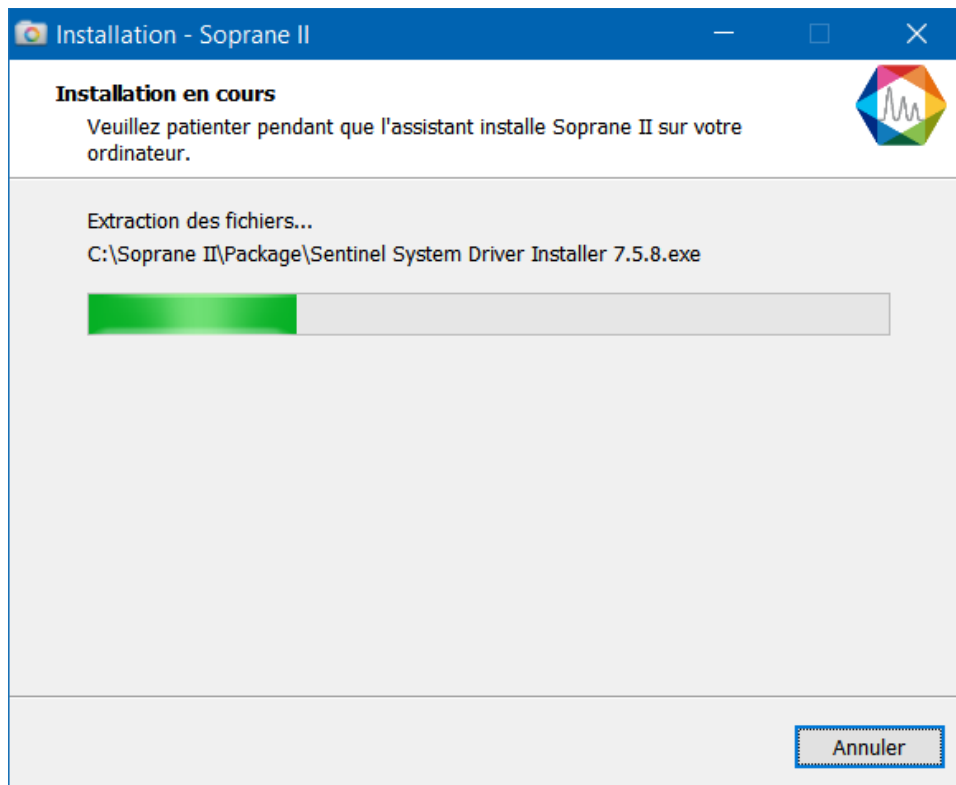 Installation - Soprane II
Installation en cours
Veuillez patienter pendant que l'assistant installe Soprane II sur votre
ordinateur.
Extraction des fichiers...
C:\Soprane II\Package\Sentinel System Driver Installer 7.5.8.exe
Annuler